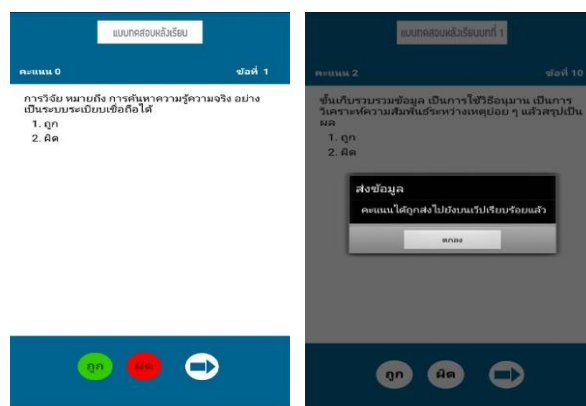 แบบทดสอบหลังเรียน
คะแนน 0
ข้อที่ 1
การวิจัย หมายถึง การค้นหาความรู้ความจริง อย่าง
เป็นระบบระเบียบเชื่อถือได้
1. ถูก
2. ผิด
ถูก
ผิด
แบบทดสอบหลังเรียนบทที่ 1
คะแนน 2
ข้อที่ 10
ขั้นเก็บรวบรวมข้อมูล เป็นการใช้วิธีอนุมาน เป็นการ
วิเคราะห์ความสัมพันธ์ระหว่างเหตุย่อย ๆ แล้วสรุปเป็น
ผล
1. ถูก
2. ผิด
ส่งข้อมูล
คะแนนได้ถูกส่งไปยังบนเว็ปเรียบร้อยแล้ว
ตกลง
ถูก
ผิด